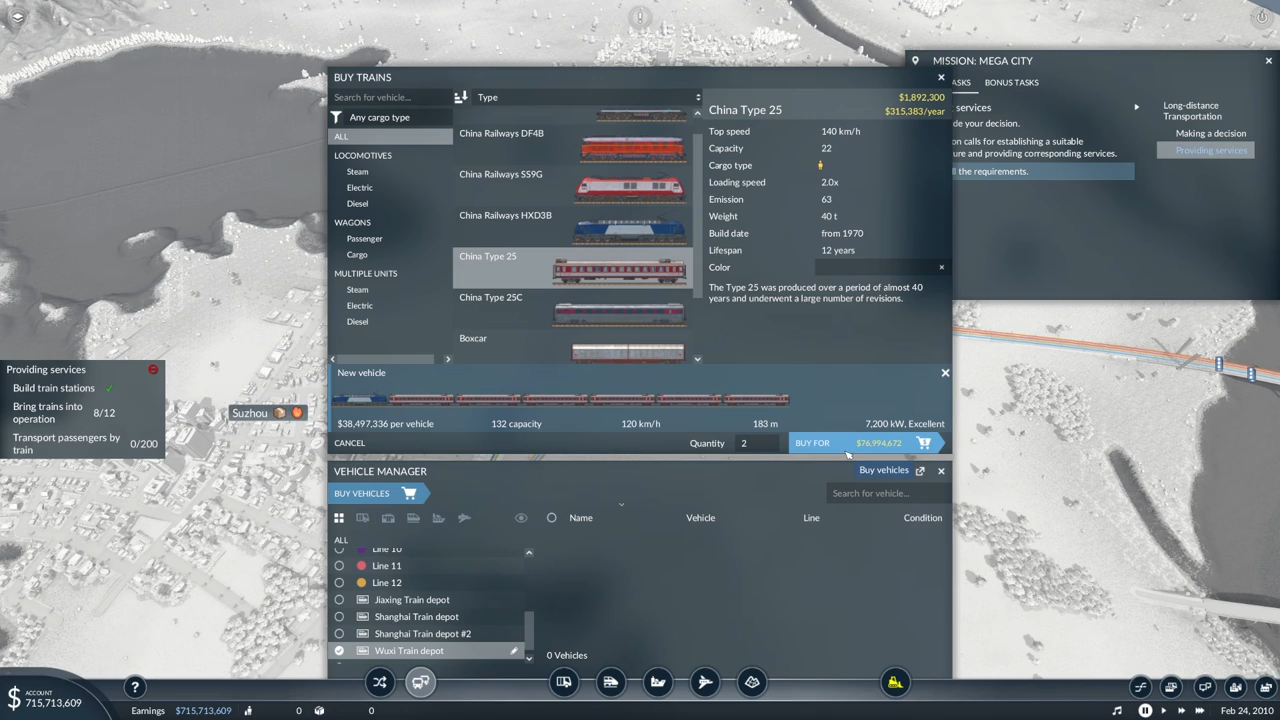 BUY TRAINS
Search for vehicle...
Type
Any cargo type
ALL
LOCOMOTIVES
Steam
Electric
Diesel
WAGONS
Passenger
Cargo
MULTIPLE UNITS
Steam
Electric
Diesel
China Railways DF4B
China Railways SS9G
China Railways HXD3B
China Type 25
China Type 25C
Boxcar
China Type 25
$1,892,300
$315,383/year
Top speed 140 km/h
Capacity 22
Cargo type
Loading speed 2.0x
Emission 63
Weight 40 t
Build date from 1970
Lifespan 12 years
Color
The Type 25 was produced over a period of almost 40
years and underwent a large number of revisions.
MISSION: MEGA CITY
ASKS BONUS TASKS
services
de your decision.
on calls for establishing a suitable
ure and providing corresponding services.
ll the requirements.
Long-distance
Transportation
Making a decision
Providing services
Providing services
Build train stations ✓
Bring trains into
operation 8/12
Transport passengers by
train 0/200
Suzhou
New vehicle
$38,497,336 per vehicle 132 capacity 120 km/h 183 m 7,200 kW, Excellent
CANCEL Quantity 2 BUY FOR $76,994,672
VEHICLE MANAGER
Buy vehicles
BUY VEHICLES
Search for vehicle...
Name Vehicle Line Condition
ALL
Line 10
Line 11
Line 12
Jiaxing Train depot
Shanghai Train depot
Shanghai Train depot #2
Wuxi Train depot
0 Vehicles
$ ACCOUNT
715,713,609
?
Earnings $715,713,609 0 0
Feb 24, 2010